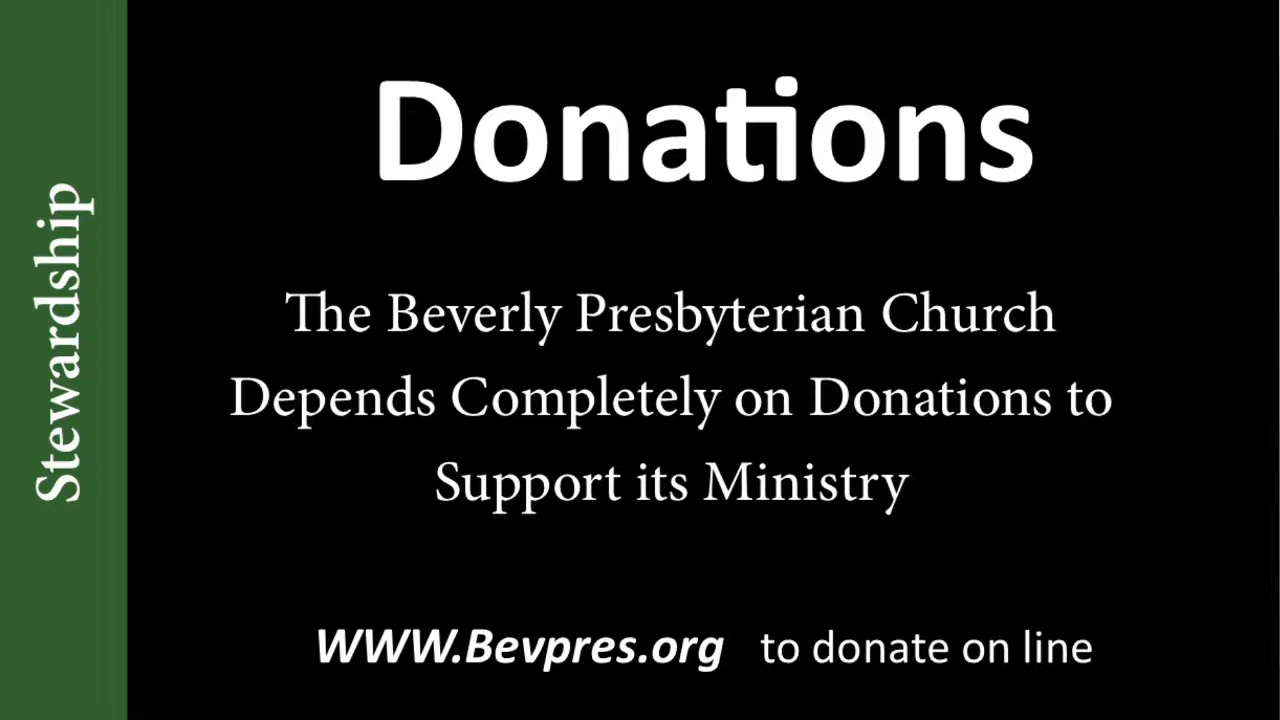 Stewardship
Donations
The Beverly Presbyterian Church
Depends Completely on Donations to
Support its Ministry
WWW.Bevpres.org to donate on line